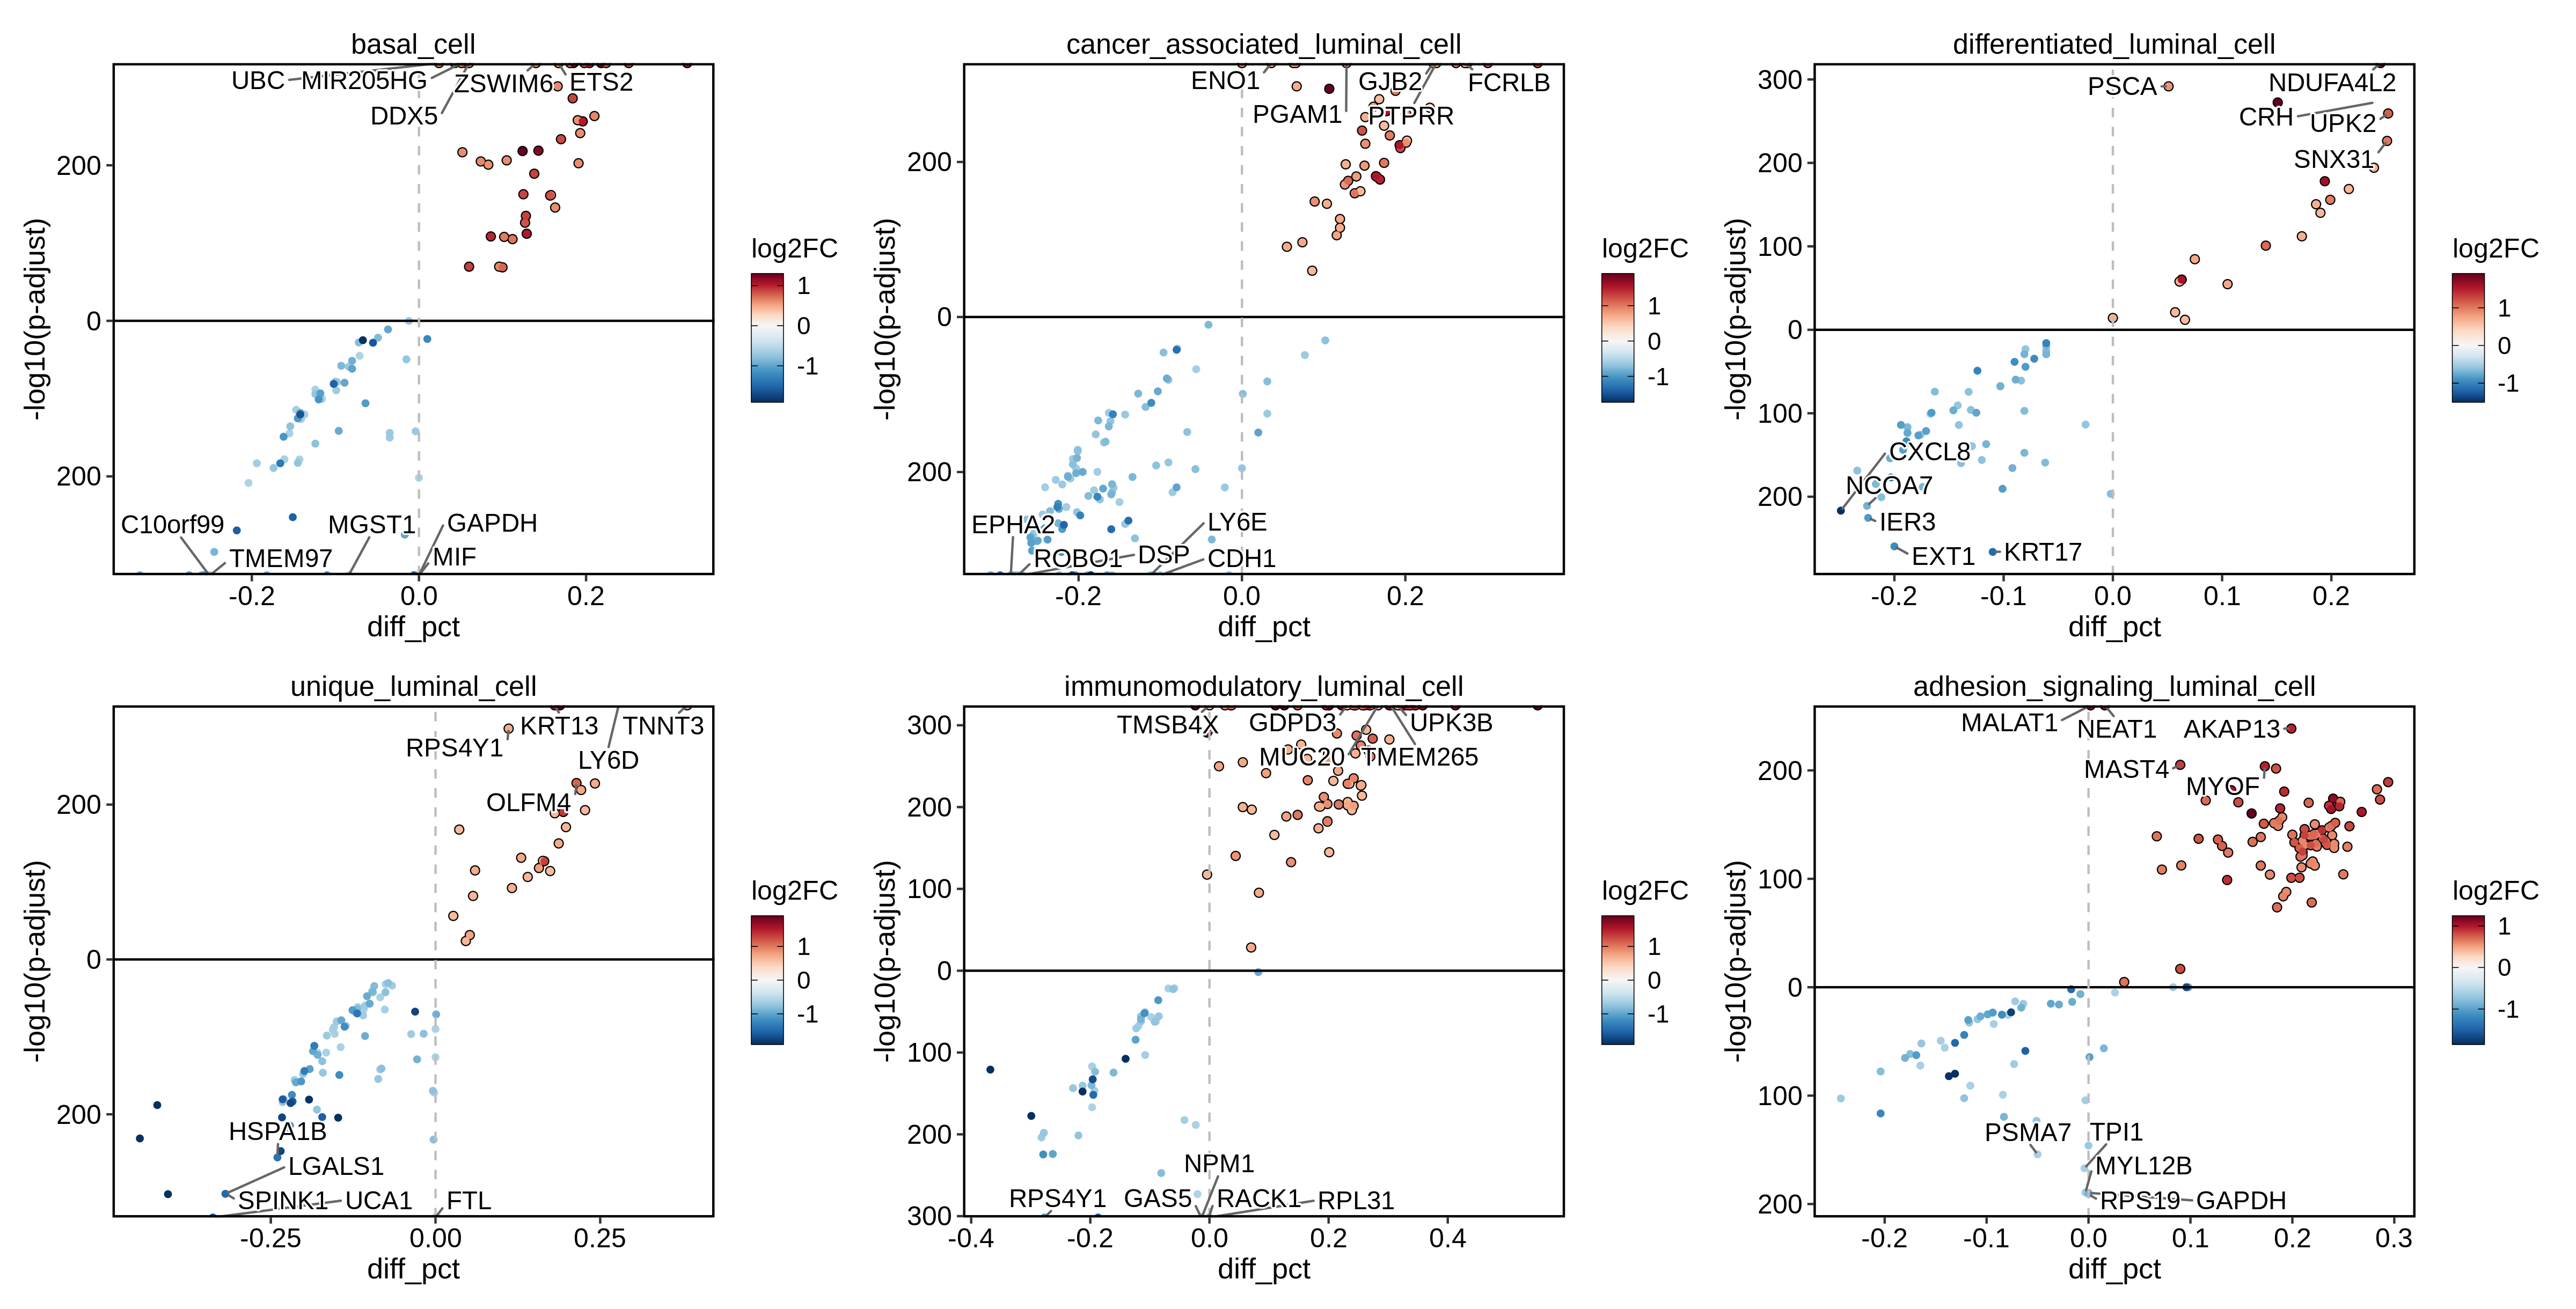 basal_cell
UBC
MIR205HG
ZSWIM6
ETS2
DDX5
200
0
200
C10orf99
MGST1
GAPDH
TMEM97
MIF
-0.2
0.0
0.2
diff_pct
-log10(p-adjust)
log2FC
1
0
-1
cancer_associated_luminal_cell
ENO1
GJB2
FCRLB
PGAM1
PTPRR
200
0
200
EPHA2
LY6E
ROBO1
DSP
CDH1
-0.2
0.0
0.2
diff_pct
-log10(p-adjust)
log2FC
1
0
-1
differentiated_luminal_cell
PSCA
NDUFA4L2
CRH
UPK2
SNX31
300
200
100
0
100
200
CXCL8
NCOA7
IER3
EXT1
KRT17
-0.2
-0.1
0.0
0.1
0.2
diff_pct
-log10(p-adjust)
log2FC
1
0
-1
unique_luminal_cell
KRT13
TNNT3
RPS4Y1
LY6D
OLFM4
200
0
200
HSPA1B
LGALS1
SPINK1
UCA1
FTL
-0.25
0.00
0.25
diff_pct
-log10(p-adjust)
log2FC
1
0
-1
immunomodulatory_luminal_cell
TMSB4X
GDPD3
UPK3B
MUC20
TMEM265
300
200
100
0
100
200
300
NPM1
RPS4Y1
GAS5
RACK1
RPL31
-0.4
-0.2
0.0
0.2
0.4
diff_pct
-log10(p-adjust)
log2FC
1
0
-1
adhesion_signaling_luminal_cell
MALAT1
NEAT1
AKAP13
MAST4
MYOF
200
100
0
100
200
PSMA7
TPI1
MYL12B
RPS19
GAPDH
-0.2
-0.1
0.0
0.1
0.2
0.3
diff_pct
-log10(p-adjust)
log2FC
1
0
-1